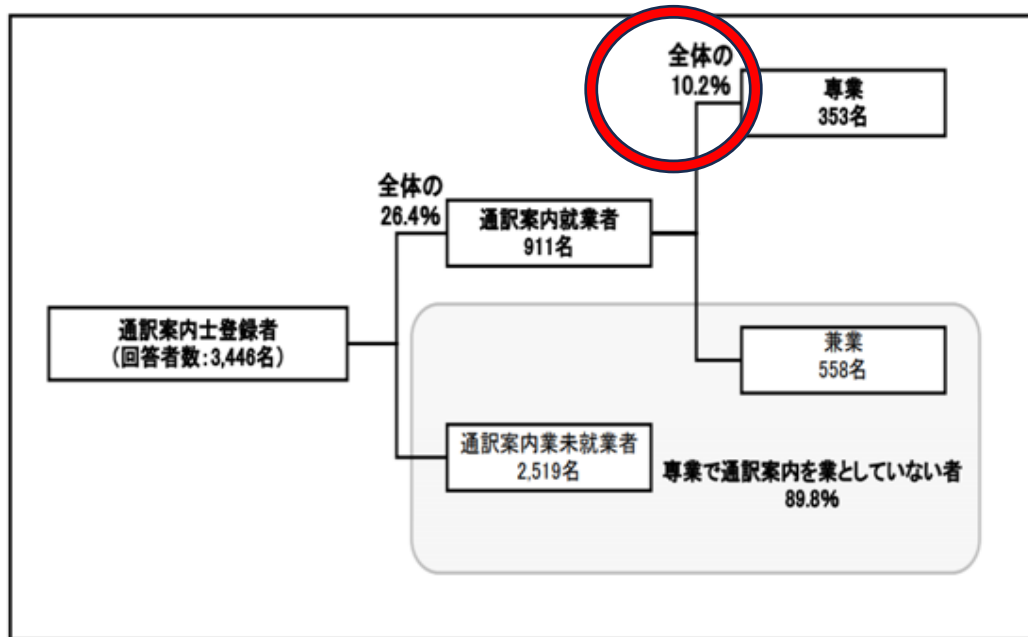 全体の
10.2%
専業
353名
全体の
26.4%
通訳案内就業者
911名
通訳案内士登録者
(回答者数:3,446名)
兼業
558名
通訳案内業未就業者
2,519名
専業で通訳案内を業としていない者
89.8%